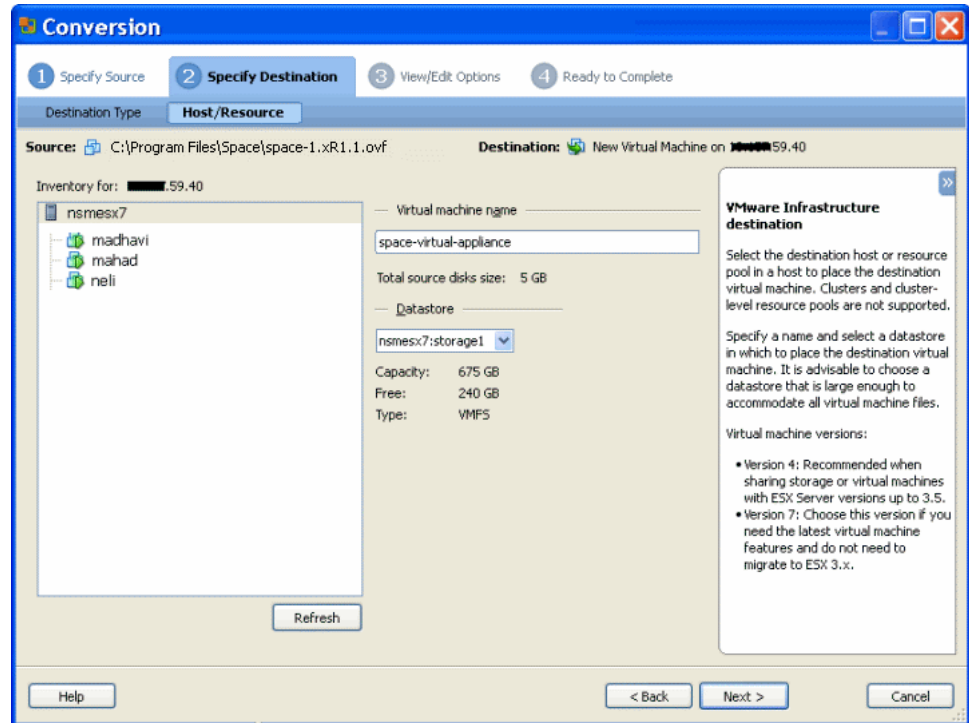 Conversion
1 Specify Source 2 Specify Destination 3 View/Edit Options 4 Ready to Complete
Destination Type Host/Resource
Source: C:\Program Files\Space\space-1.xR1.1.ovf Destination: New Virtual Machine on 59.40
Inventory for: .59.40
nsmesx7
madhavi
mahad
neli
Refresh
Virtual machine name
space-virtual-appliance
Total source disks size: 5 GB
Datastore
nsmesx7:storage1
Capacity: 675 GB
Free: 240 GB
Type: VMFS
»
VMware Infrastructure
destination
Select the destination host or resource
pool in a host to place the destination
virtual machine. Clusters and cluster-
level resource pools are not supported.
Specify a name and select a datastore
in which to place the destination virtual
machine. It is advisable to choose a
datastore that is large enough to
accommodate all virtual machine files.
Virtual machine versions:
• Version 4: Recommended when
sharing storage or virtual machines
with ESX Server versions up to 3.5.
• Version 7: Choose this version if you
need the latest virtual machine
features and do not need to
migrate to ESX 3.x.
Help < Back Next > Cancel